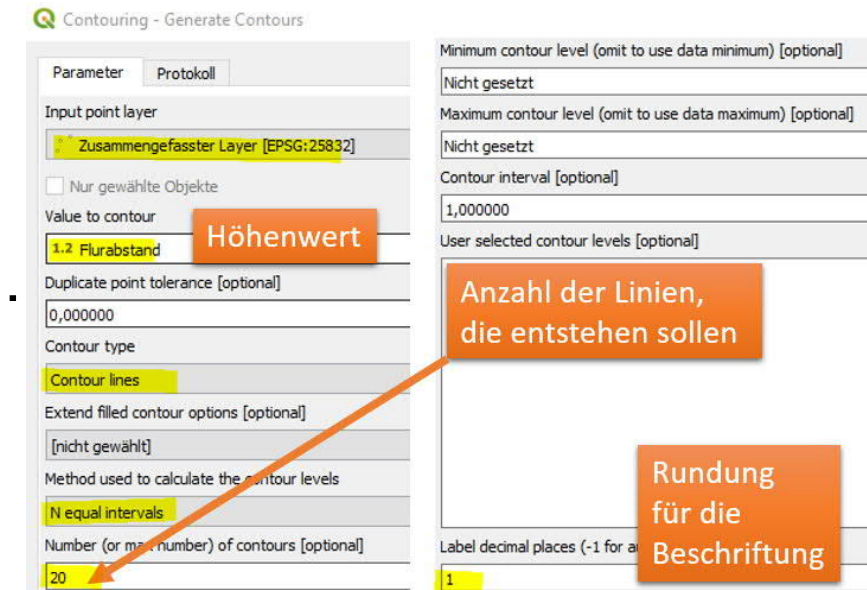 Contouring - Generate Contours
Parameter Protokoll
Input point layer
Zusammengefasster Layer [EPSG:25832]
Nur gewählte Objekte
Value to contour
1.2 Flurabstand
Höhenwert
Duplicate point tolerance [optional]
0,000000
Contour type
Contour lines
Extend filled contour options [optional]
[nicht gewählt]
Method used to calculate the contour levels
N equal intervals
Number (or max number) of contours [optional]
20
Minimum contour level (omit to use data minimum) [optional]
Nicht gesetzt
Maximum contour level (omit to use data maximum) [optional]
Nicht gesetzt
Contour interval [optional]
1,000000
User selected contour levels [optional]
Anzahl der Linien,
die entstehen sollen
Rundung
für die
Beschriftung
Label decimal places (-1 for
1